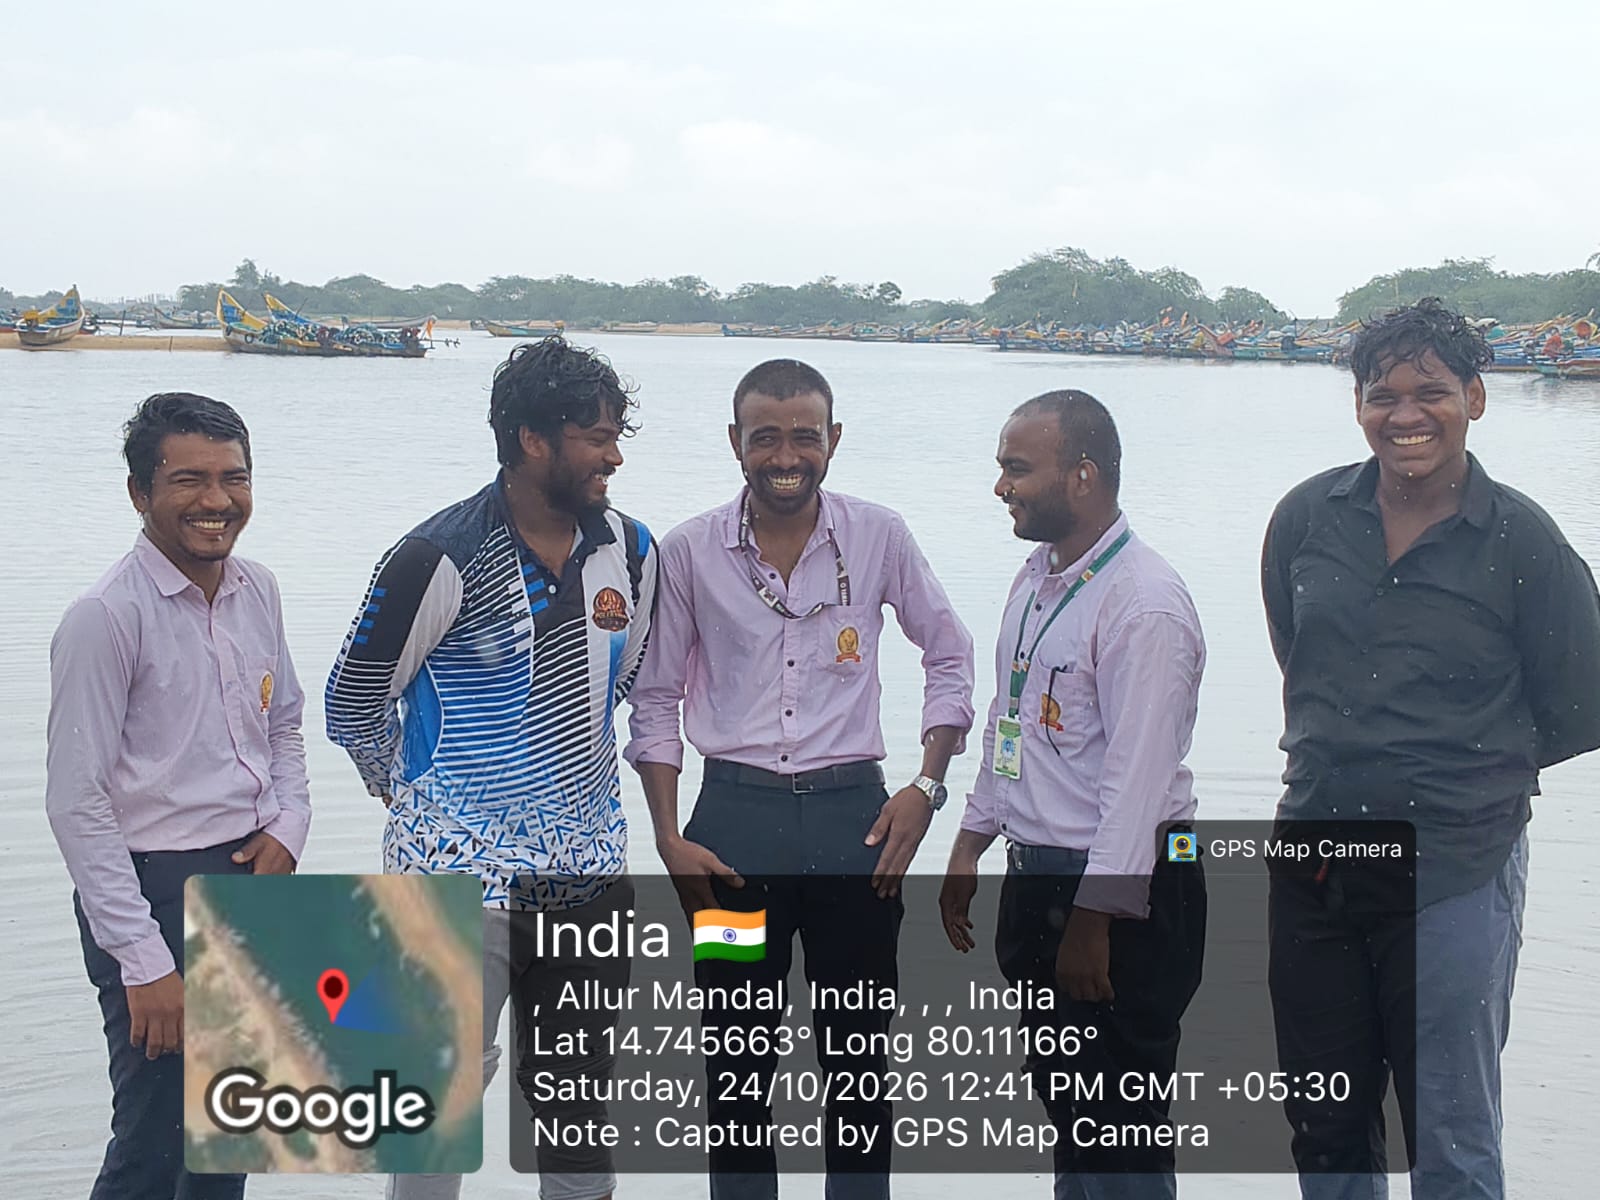 GPS Map Camera
India
, Allur Mandal, India, , , India
Lat 14.745663° Long 80.11166°
Saturday, 24/10/2026 12:41 PM GMT +05:30
Note : Captured by GPS Map Camera
Google